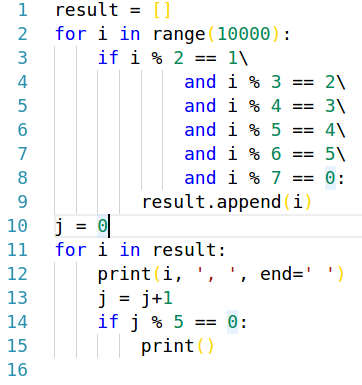 1 result = []
2 for i in range(10000):
3     if i % 2 == 1\
4             and i % 3 == 2\
5             and i % 4 == 3\
6             and i % 5 == 4\
7             and i % 6 == 5\
8             and i % 7 == 0:
9         result.append(i)
10 j = 0
11 for i in result:
12     print(i, ', ', end=' ')
13     j = j+1
14     if j % 5 == 0:
15         print()
16